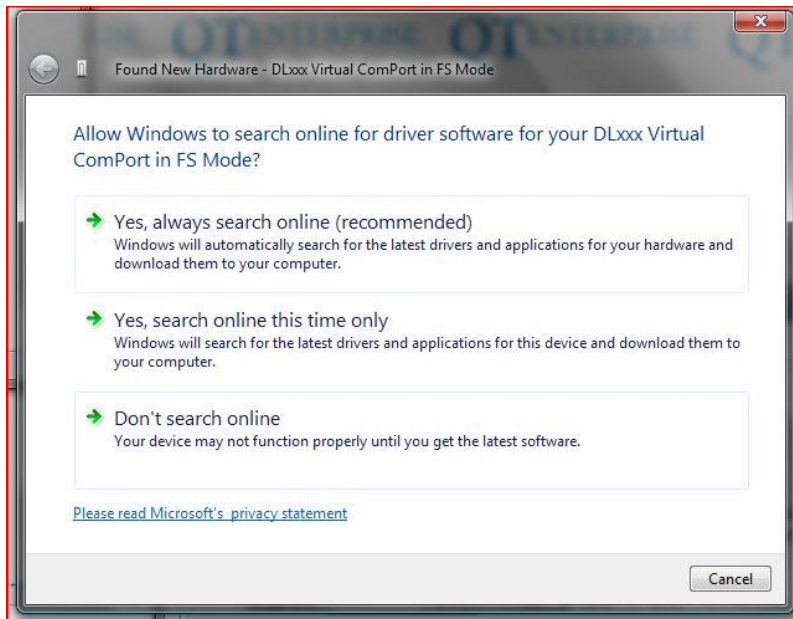 QT ENTERPRISE QT ENTERPRISE
Found New Hardware - DLxxx Virtual ComPort in FS Mode
Allow Windows to search online for driver software for your DLxxx Virtual
ComPort in FS Mode?
Yes, always search online (recommended)
Windows will automatically search for the latest drivers and applications for your hardware and
download them to your computer.
Yes, search online this time only
Windows will search for the latest drivers and applications for this device and download them to
your computer.
Don't search online
Your device may not function properly until you get the latest software.
Please read Microsoft's privacy statement
Cancel